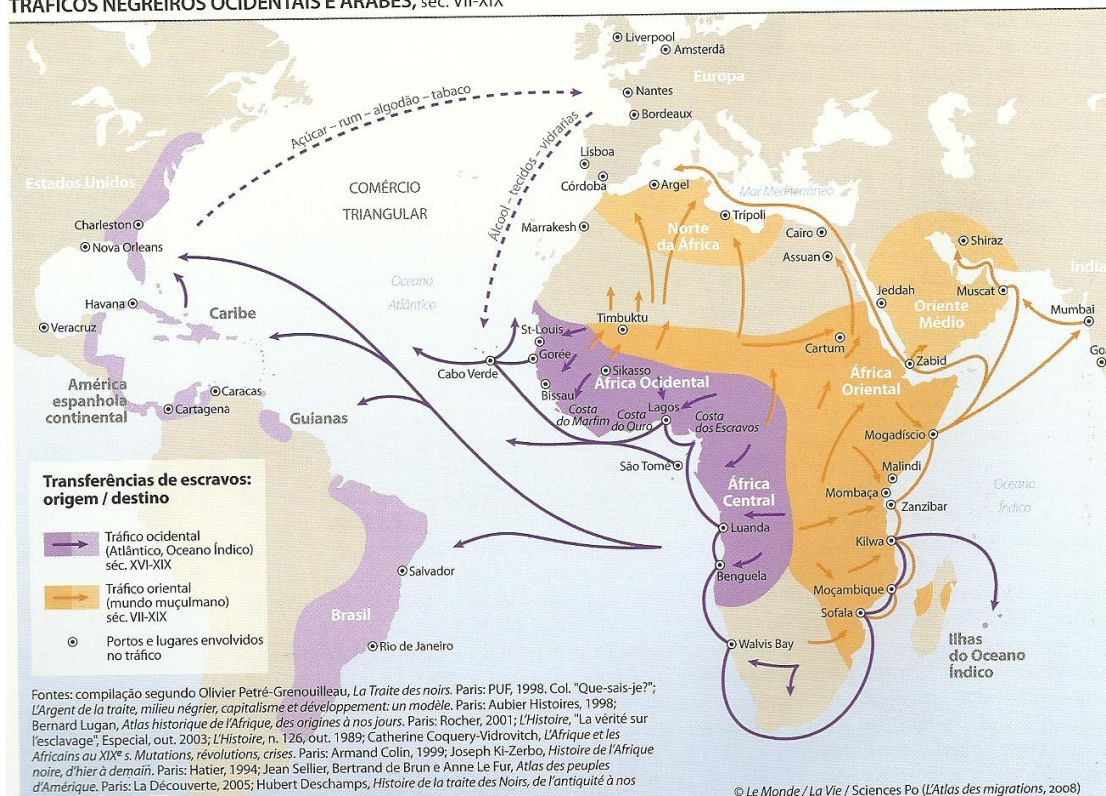 TRÁFICOS NEGREIROS OCIDENTAIS E ÁRABES, séc. VII-XIX
Liverpool
Amsterdã
Europa
Nantes
Bordeaux
Açúcar – rum – algodão – tabaco
Álcool – tecidos – vidrarias
Lisboa
Córdoba
Argel
Mar Mediterrâneo
Estados Unidos
COMÉRCIO
TRIANGULAR
Charleston
Nova Orleans
Marrakesh
Norte
da África
Trípoli
Cairo
Assuan
Shiraz
India
Oceano
Atlântico
Jeddah
Oriente
Médio
Muscat
Mumbai
Havana
Caribe
Veracruz
St-Louis
Timbuktu
Cartum
Zabid
Go
Gorée
Cabo Verde
Sikasso
África Ocidental
África
Oriental
América
espanhola
continental
Caracas
Cartagena
Guianas
Bissau
Costa
do Marfim
Costa
do Ouro
Lagos
Costa
dos Escravos
Mogadíscio
São Tomé
Malindi
Mombaça
Zanzibar
Oceano
Índico
África
Central
Luanda
Kilwa
Benguela
Moçambique
Sofala
Salvador
Brasil
Rio de Janeiro
Walvis Bay
Ilhas
do Oceano
Índico
Transferências de escravos:
origem / destino
Tráfico ocidental
(Atlântico, Oceano Índico)
séc. XVI-XIX
Tráfico oriental
(mundo muçulmano)
séc. VII-XIX
Portos e lugares envolvidos
no tráfico
Fontes: compilação segundo Olivier Petré-Grenouilleau, La Traite des noirs. Paris: PUF, 1998. Col. "Que-sais-je?";
L'Argent de la traite, milieu négrier, capitalisme et développement: un modèle. Paris: Aubier Histoires, 1998;
Bernard Lugan, Atlas historique de l'Afrique, des origines à nos jours. Paris: Rocher, 2001; L'Histoire, "La vérité sur
l'esclavage", Especial, out. 2003; L'Histoire, n. 126, out. 1989; Catherine Coquery-Vidrovitch, L'Afrique et les
Africains au XIXe s. Mutations, révolutions, crises. Paris: Armand Colin, 1999; Joseph Ki-Zerbo, Histoire de l'Afrique
noire, d'hier à demain. Paris: Hatier, 1994; Jean Sellier, Bertrand de Brun e Anne Le Fur, Atlas des peuples
d'Amérique. Paris: La Découverte, 2005; Hubert Deschamps, Histoire de la traite des Noirs, de l'antiquité à nos
© Le Monde / La Vie / Sciences Po (L'Atlas des migrations, 2008)